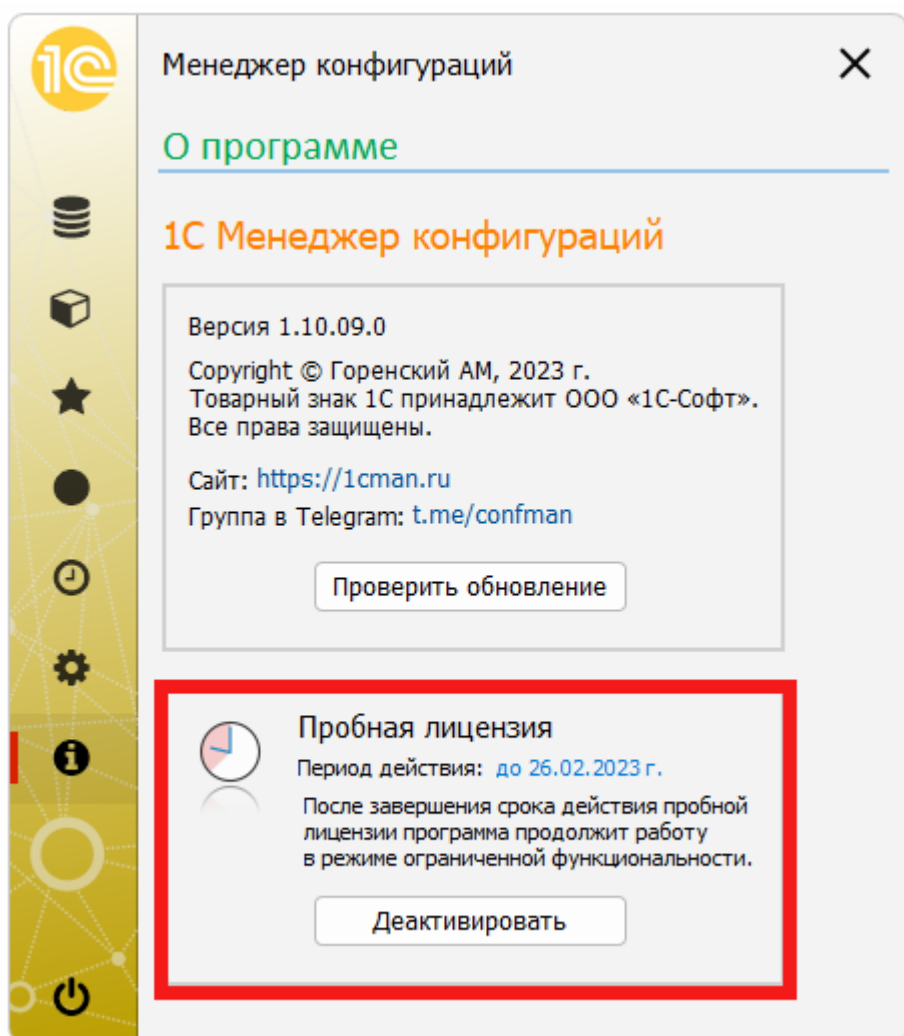 1С
Менеджер конфигураций
О программе
1С Менеджер конфигураций
Версия 1.10.09.0
Copyright © Горенский АМ, 2023 г.
Товарный знак 1С принадлежит ООО «1С-Софт».
Все права защищены.
Сайт: https://1cman.ru
Группа в Telegram: t.me/confman
Проверить обновление
Пробная лицензия
Период действия: до 26.02.2023 г.
После завершения срока действия пробной
лицензии программа продолжит работу
в режиме ограниченной функциональности.
Деактивировать